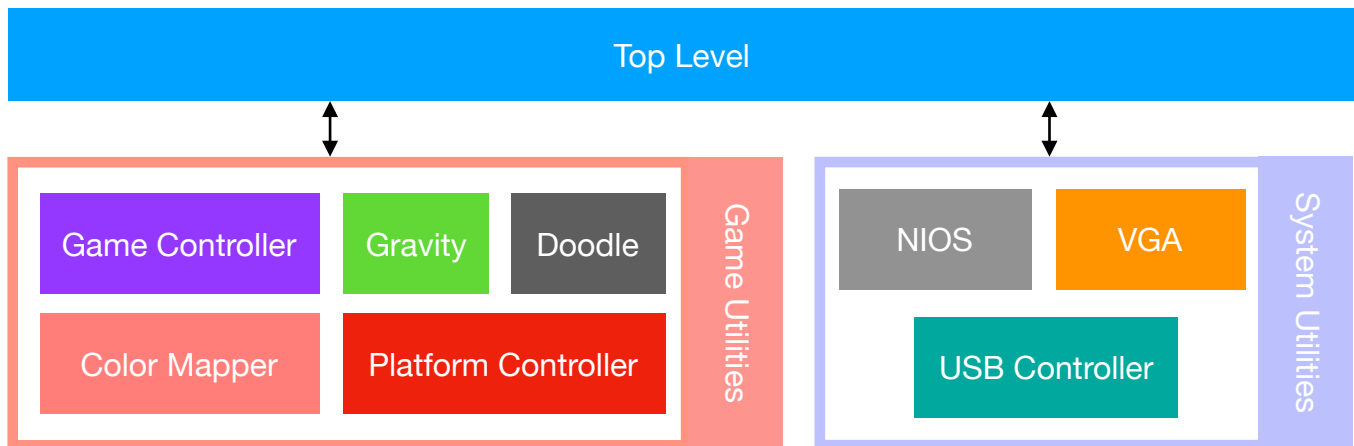 Top Level
Game Controller
Gravity
Doodle
Color Mapper
Platform Controller
Game Utilities
NIOS
VGA
USB Controller
System Utilities